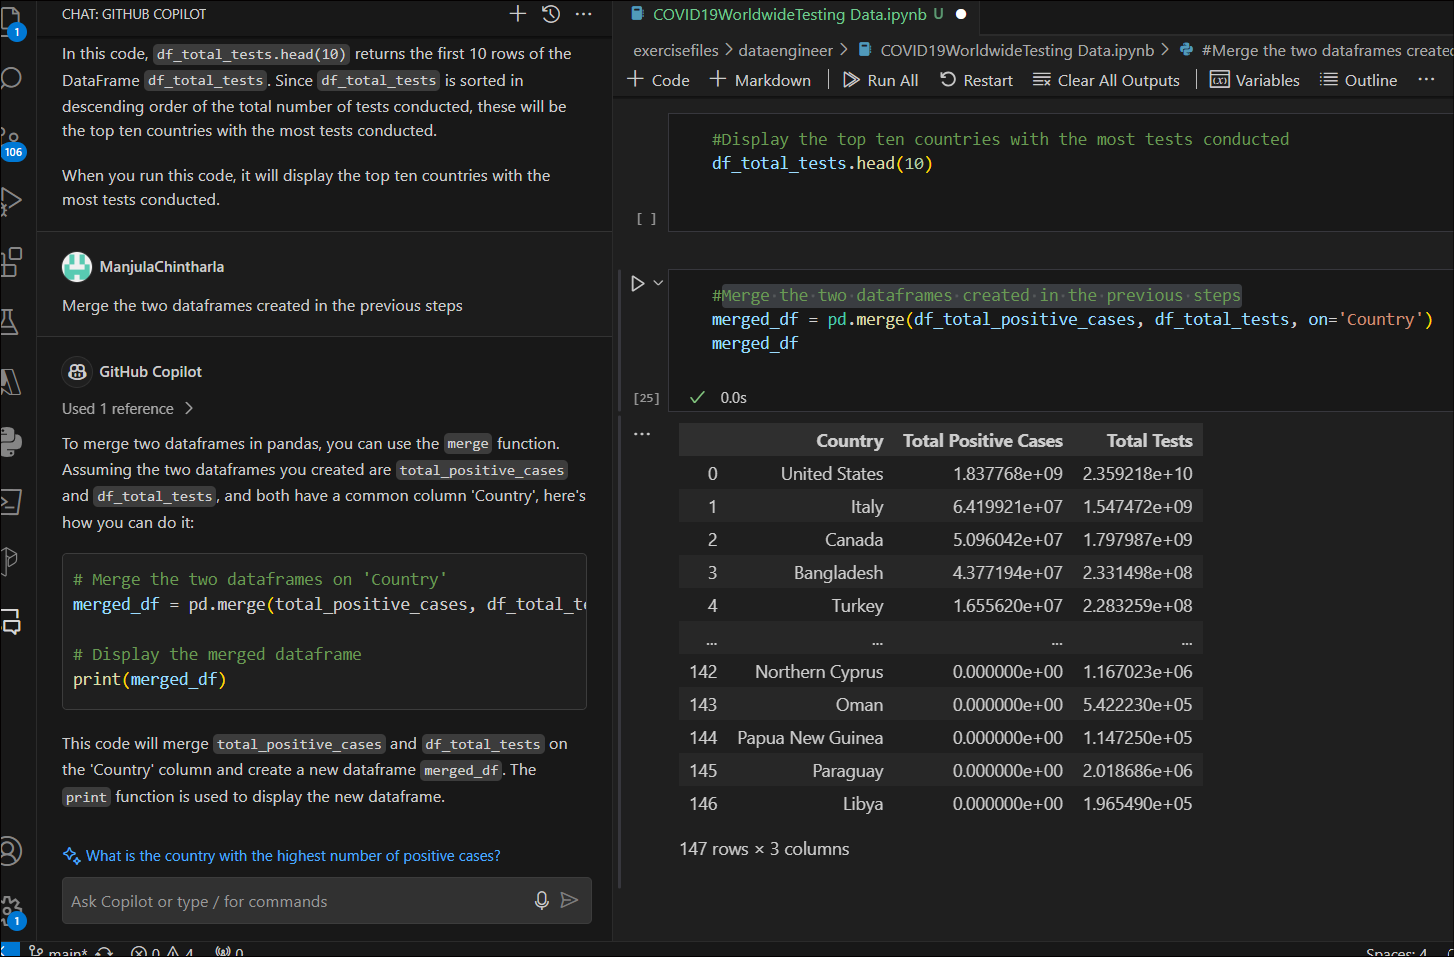 CHAT: GITHUB COPILOT
In this code, df_total_tests.head(10) returns the first 10 rows of the
DataFrame df_total_tests. Since df_total_tests is sorted in
descending order of the total number of tests conducted, these will be
the top ten countries with the most tests conducted.
When you run this code, it will display the top ten countries with the
most tests conducted.
ManjulaChintharla
Merge the two dataframes created in the previous steps
GitHub Copilot
Used 1 reference
To merge two dataframes in pandas, you can use the merge function.
Assuming the two dataframes you created are total_positive_cases
and df_total_tests, and both have a common column 'Country', here's
how you can do it:
# Merge the two dataframes on 'Country'
merged_df = pd.merge(total_positive_cases, df_total_te
# Display the merged dataframe
print(merged_df)
This code will merge total_positive_cases and df_total_tests on
the 'Country' column and create a new dataframe merged_df. The
print function is used to display the new dataframe.
What is the country with the highest number of positive cases?
Ask Copilot or type / for commands
1
106
1
COVID19WorldwideTesting Data.ipynb U
exercisefiles > dataengineer > COVID19WorldwideTesting Data.ipynb > #Merge the two dataframes create
+ Code + Markdown | Run All Restart Clear All Outputs | Variables Outline ...
#Display the top ten countries with the most tests conducted
df_total_tests.head(10)
[ ]
#Merge the two dataframes created in the previous steps
merged_df = pd.merge(df_total_positive_cases, df_total_tests, on='Country')
merged_df
[25] 0.0s
...
Country Total Positive Cases Total Tests
0 United States 1.837768e+09 2.359218e+10
1 Italy 6.419921e+07 1.547472e+09
2 Canada 5.096042e+07 1.797987e+09
3 Bangladesh 4.377194e+07 2.331498e+08
4 Turkey 1.655620e+07 2.283259e+08
... ... ... ...
142 Northern Cyprus 0.000000e+00 1.167023e+06
143 Oman 0.000000e+00 5.422230e+05
144 Papua New Guinea 0.000000e+00 1.147250e+05
145 Paraguay 0.000000e+00 2.018686e+06
146 Libya 0.000000e+00 1.965490e+05
147 rows × 3 columns
main* 0 4 0
Spaces: 4